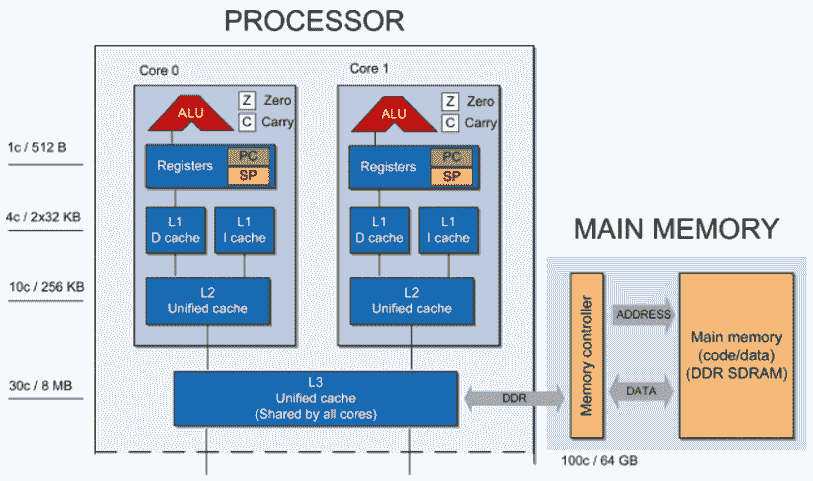 PROCESSOR
Core 0
Core 1
ALU
Z Zero
C Carry
ALU
Z Zero
C Carry
1c / 512 B
Registers
PC
SP
Registers
PC
SP
4c / 2x32 KB
L1
D cache
L1
I cache
L1
D cache
L1
I cache
MAIN MEMORY
10c / 256 KB
L2
Unified cache
L2
Unified cache
Memory controller
ADDRESS
DATA
Main memory
(code/data)
(DDR SDRAM)
30c / 8 MB
L3
Unified cache
(Shared by all cores)
DDR
100c / 64 GB